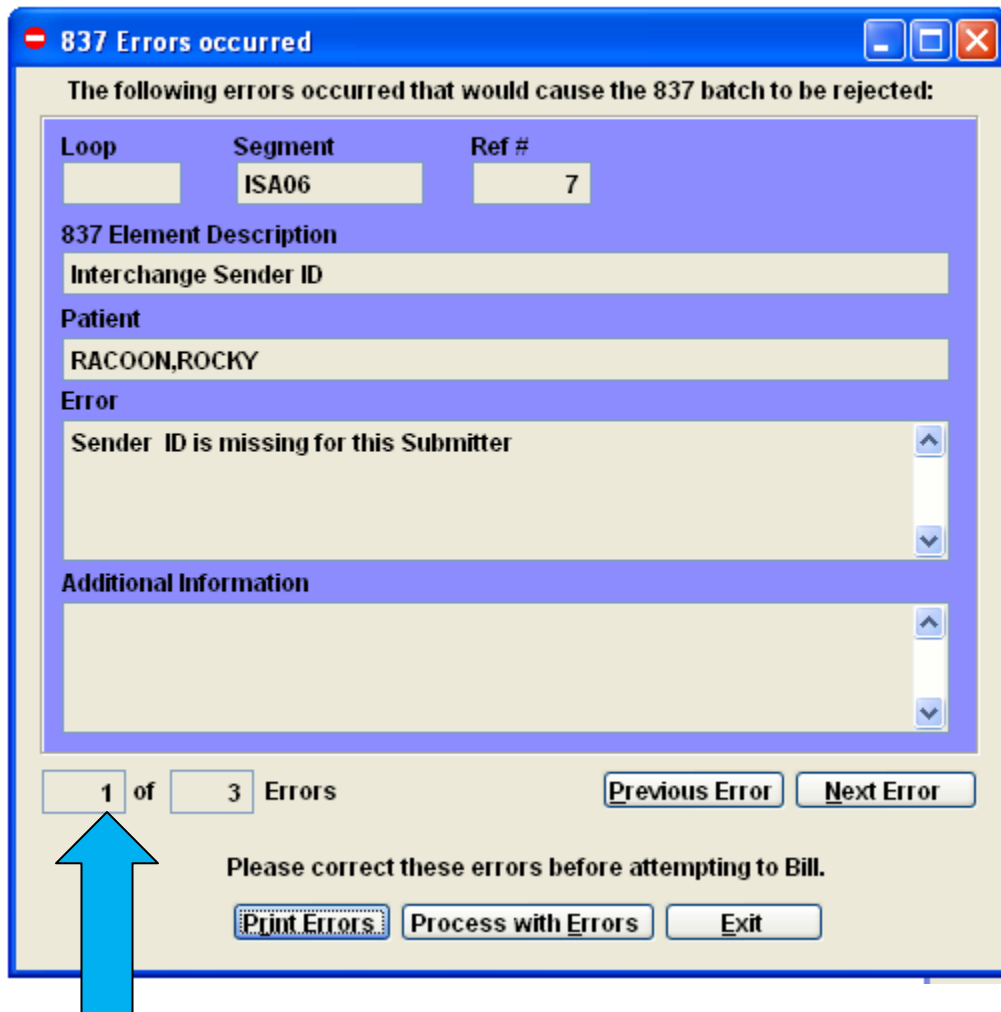 837 Errors occurred
The following errors occurred that would cause the 837 batch to be rejected:
Loop Segment Ref #
ISA06 7
837 Element Description
Interchange Sender ID
Patient
RACOON,ROCKY
Error
Sender ID is missing for this Submitter
Additional Information
1 of 3 Errors Previous Error Next Error
Please correct these errors before attempting to Bill.
Print Errors Process with Errors Exit